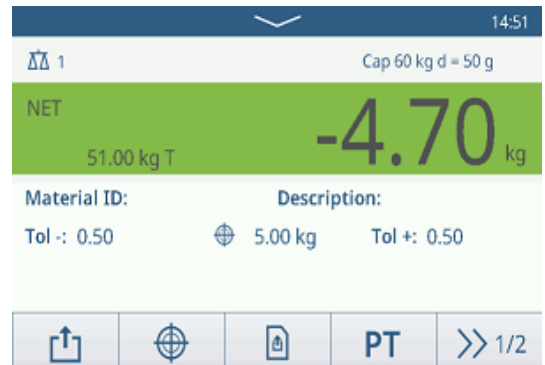 14:51
1 Cap 60 kg d = 50 g
NET
-4.70 kg
51.00 kg T
Material ID: Description:
Tol -: 0.50 5.00 kg Tol +: 0.50
PT 1/2